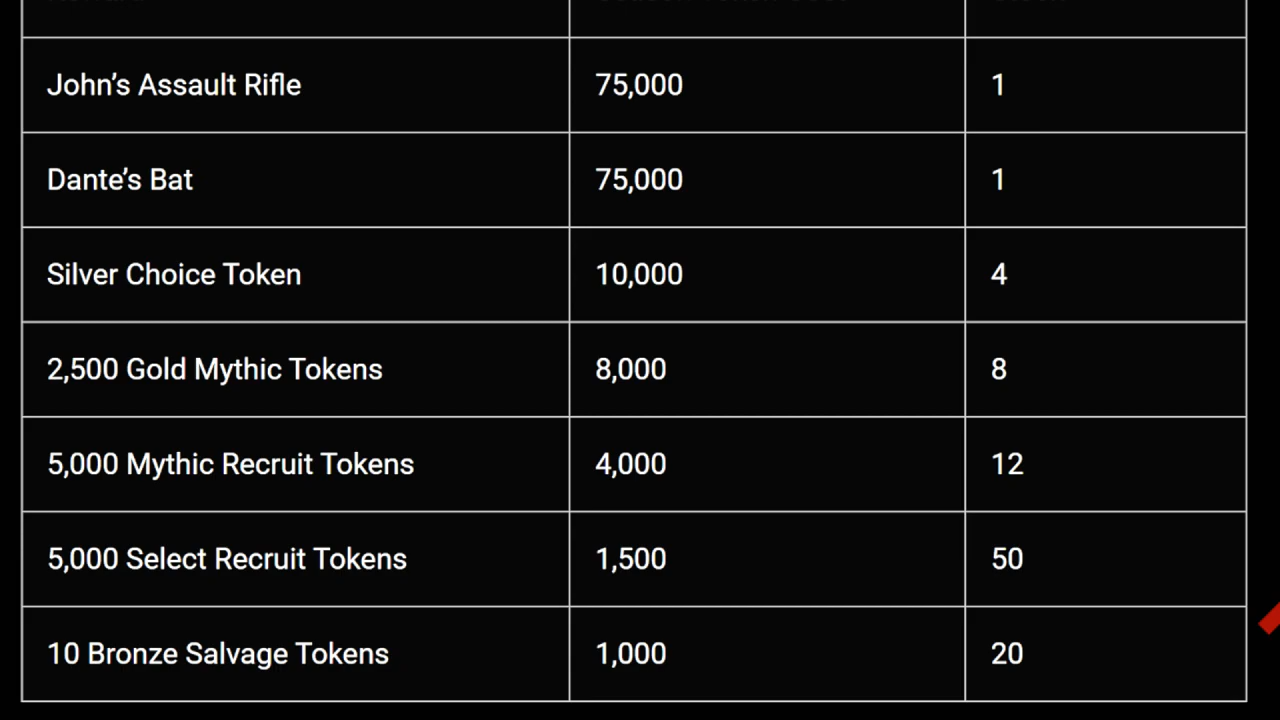 John’s Assault Rifle 75,000 1
Dante’s Bat 75,000 1
Silver Choice Token 10,000 4
2,500 Gold Mythic Tokens 8,000 8
5,000 Mythic Recruit Tokens 4,000 12
5,000 Select Recruit Tokens 1,500 50
10 Bronze Salvage Tokens 1,000 20